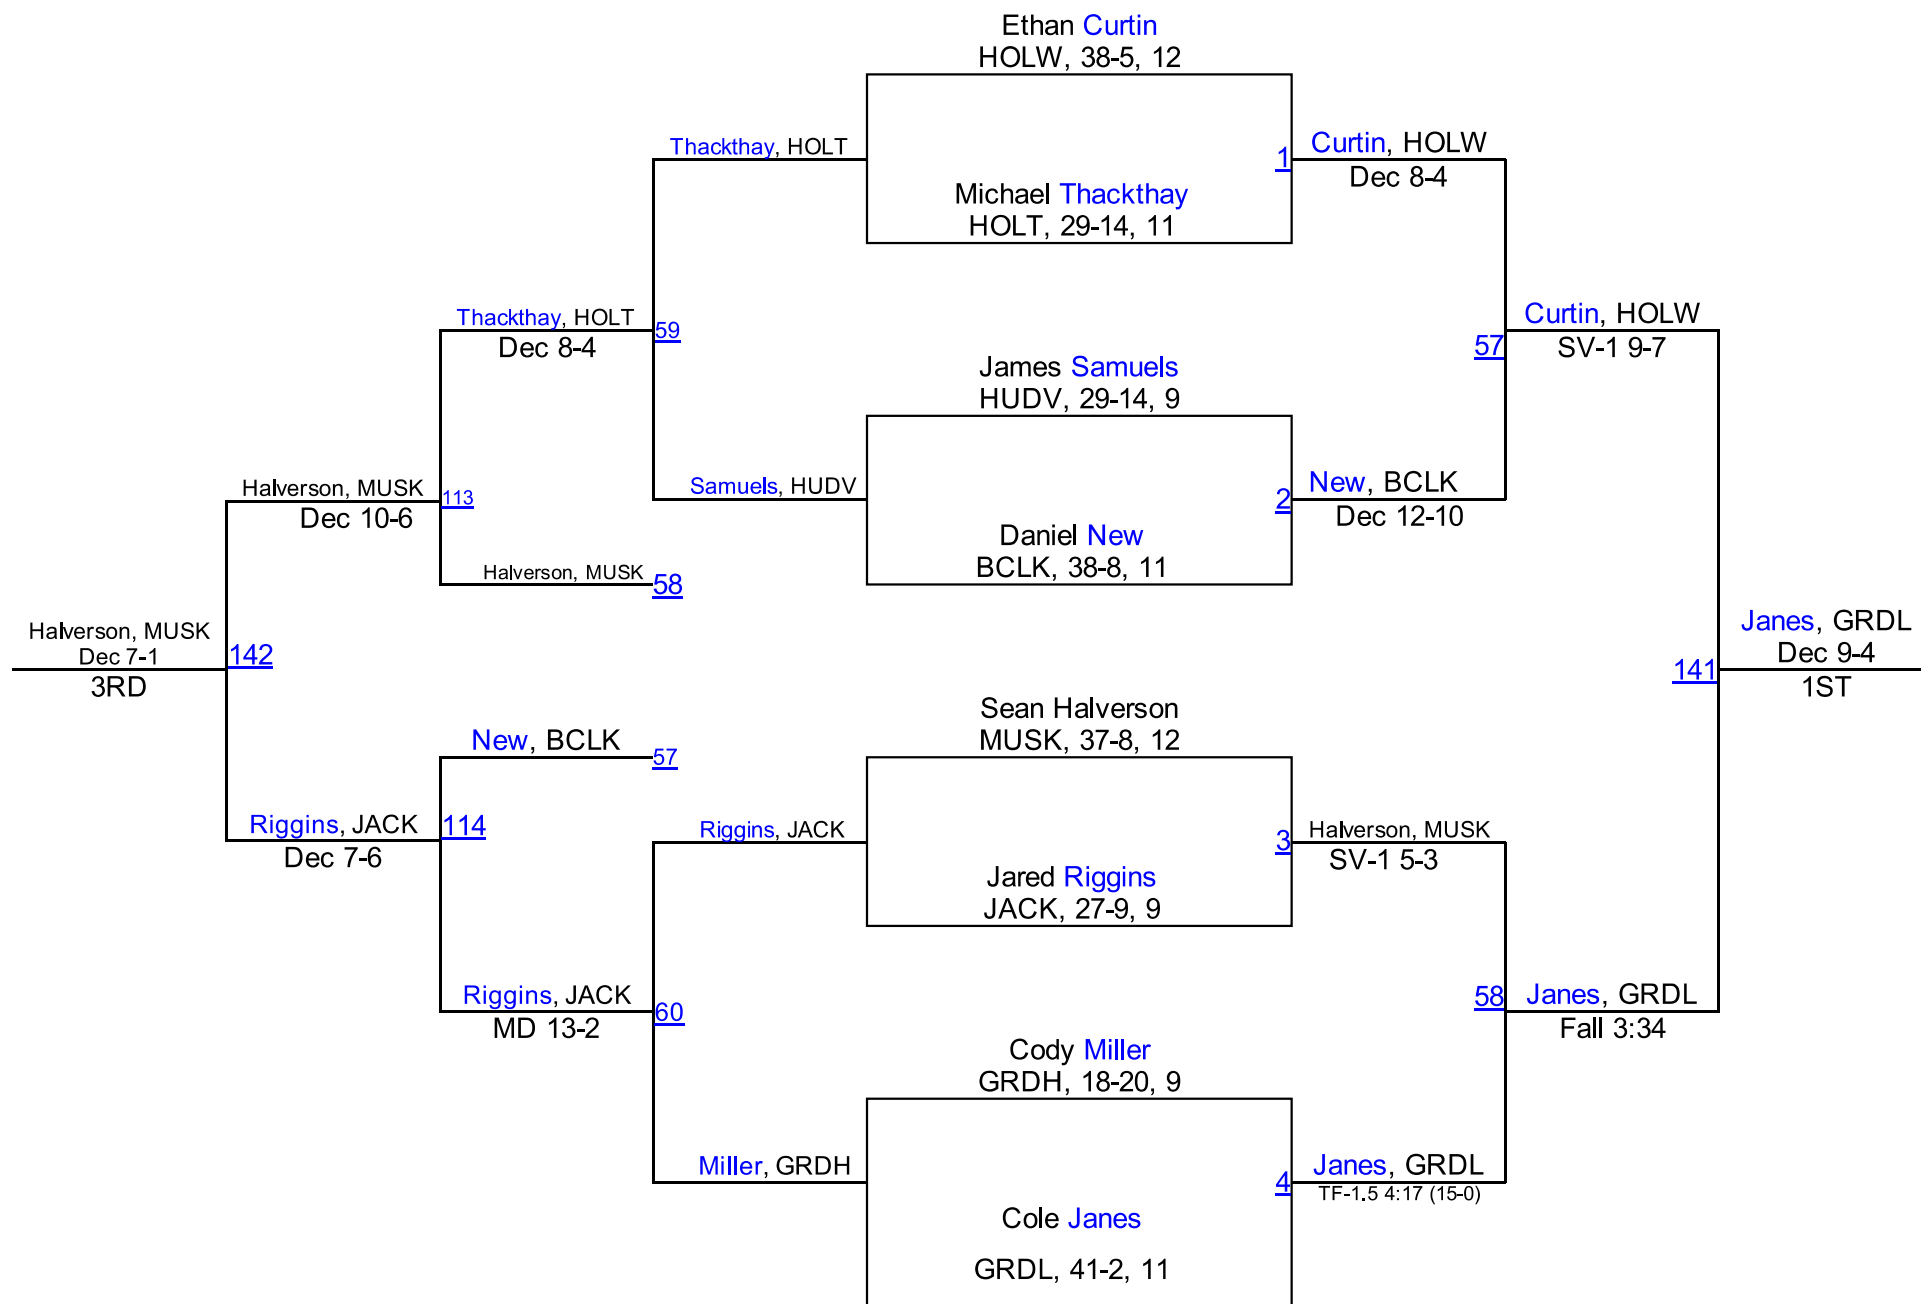 Ethan Curtin
HOLW, 38-5, 12
Thackthay, HOLT
1
Curtin, HOLW
Dec 8-4
Michael Thackthay
HOLT, 29-14, 11
Thackthay, HOLT
Dec 8-4
59
Curtin, HOLW
SV-1 9-7
57
James Samuels
HUDV, 29-14, 9
Samuels, HUDV
2
New, BCLK
Dec 12-10
Halverson, MUSK
Dec 10-6
113
Daniel New
BCLK, 38-8, 11
Halverson, MUSK
58
Halverson, MUSK
Dec 7-1
3RD
142
Janes, GRDL
Dec 9-4
1ST
141
Sean Halverson
MUSK, 37-8, 12
New, BCLK
57
Riggins, JACK
Dec 7-6
114
Riggins, JACK
3
Halverson, MUSK
SV-1 5-3
Jared Riggins
JACK, 27-9, 9
Riggins, JACK
MD 13-2
60
58
Janes, GRDL
Fall 3:34
Cody Miller
GRDH, 18-20, 9
Miller, GRDH
4
Janes, GRDL
TF-1.5 4:17 (15-0)
Cole Janes
GRDL, 41-2, 11